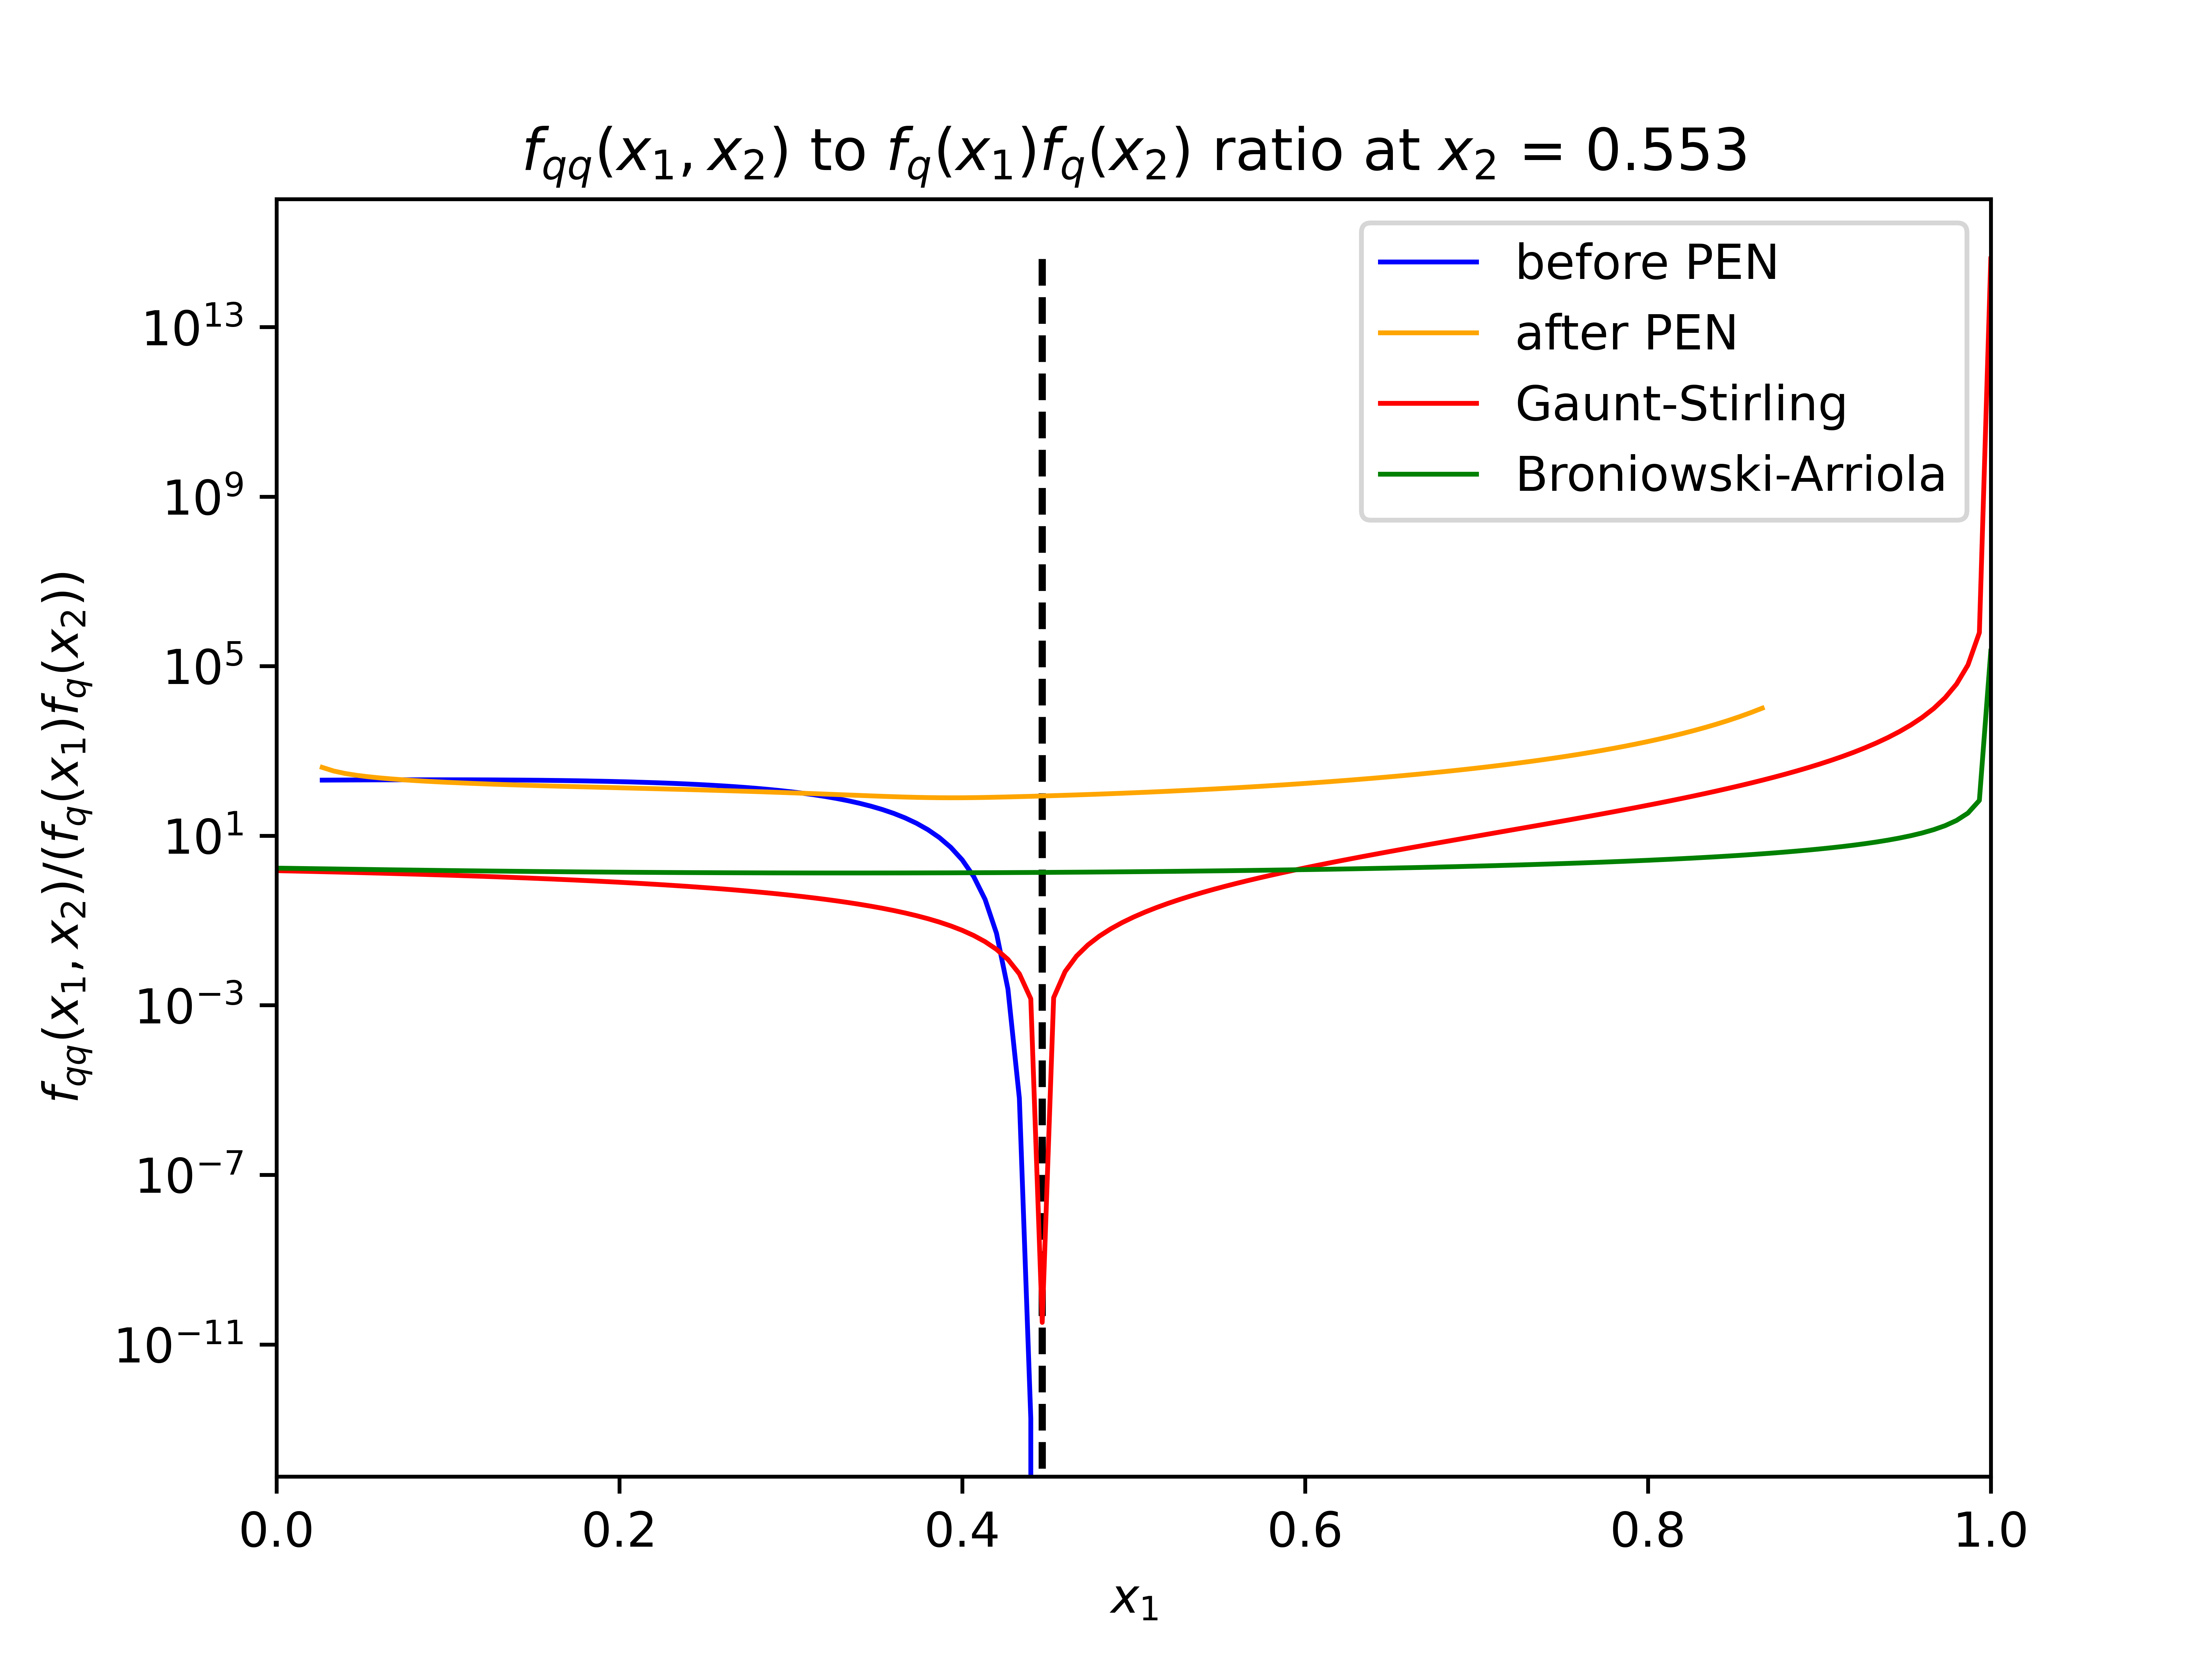 f_{qq}(x_1, x_2) to f_q(x_1)f_q(x_2) ratio at x_2 = 0.553
before PEN
after PEN
Gaunt-Stirling
Broniowski-Arriola
f_{qq}(x_1, x_2)/(f_q(x_1)f_q(x_2))
10^{13}
10^9
10^5
10^1
10^{−3}
10^{−7}
10^{−11}
0.0 0.2 0.4 0.6 0.8 1.0
x_1